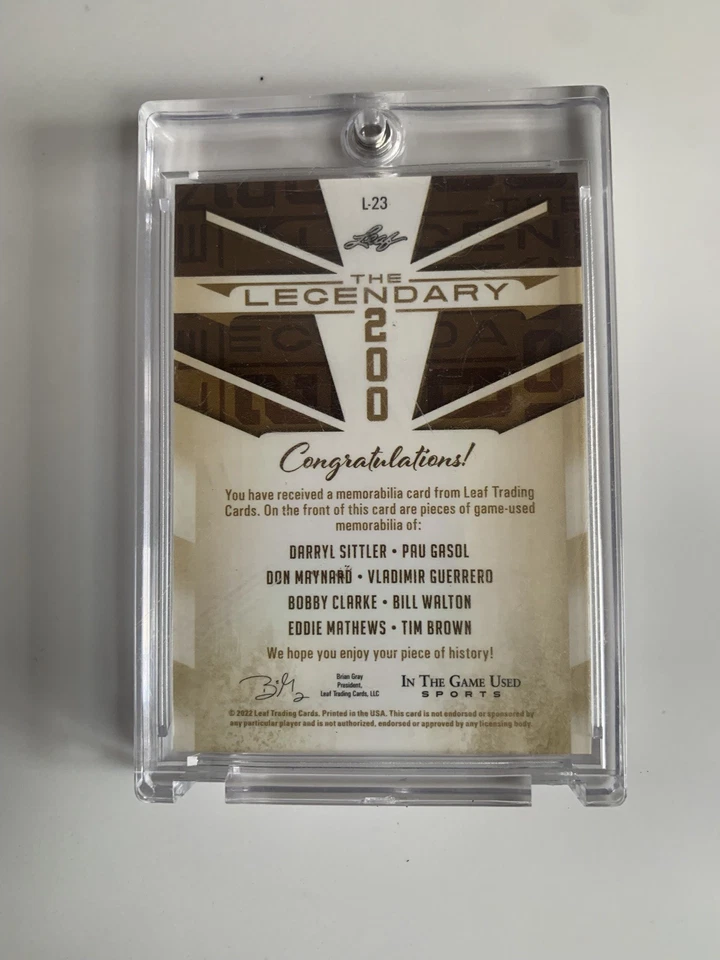 L-23
Leaf
THE
LEGENDARY
200
Congratulations!
You have received a memorabilia card from Leaf Trading
Cards. On the front of this card are pieces of game-used
memorabilia of:
DARRYL SITTLER • PAU GASOL
DON MAYNARD • VLADIMIR GUERRERO
BOBBY CLARKE • BILL WALTON
EDDIE MATHEWS • TIM BROWN
We hope you enjoy your piece of history!
Brian Gray
President,
Leaf Trading Cards, LLC
IN THE GAME USED
SPORTS
© 2022 Leaf Trading Cards. Printed in the USA. This card is not endorsed or sponsored by
any particular player and is not authorized, endorsed or approved by any licensing body.